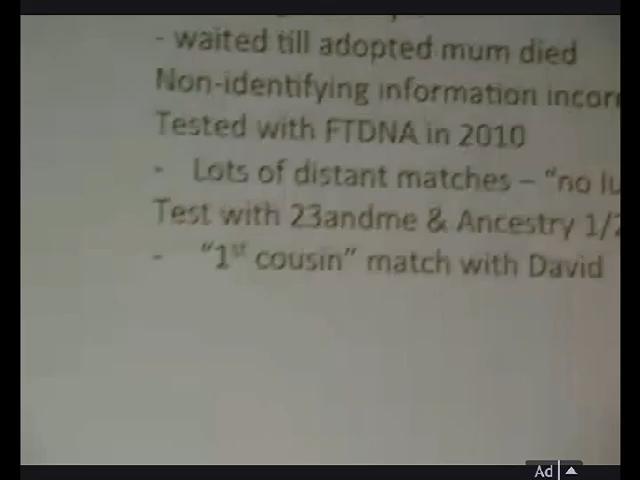 - waited till adopted mum died
Non-identifying information
Tested with FTDNA in 2010
- Lots of distant matches – "no
Test with 23andme & Ancestry 1/
- "1st cousin" match with David
Ad